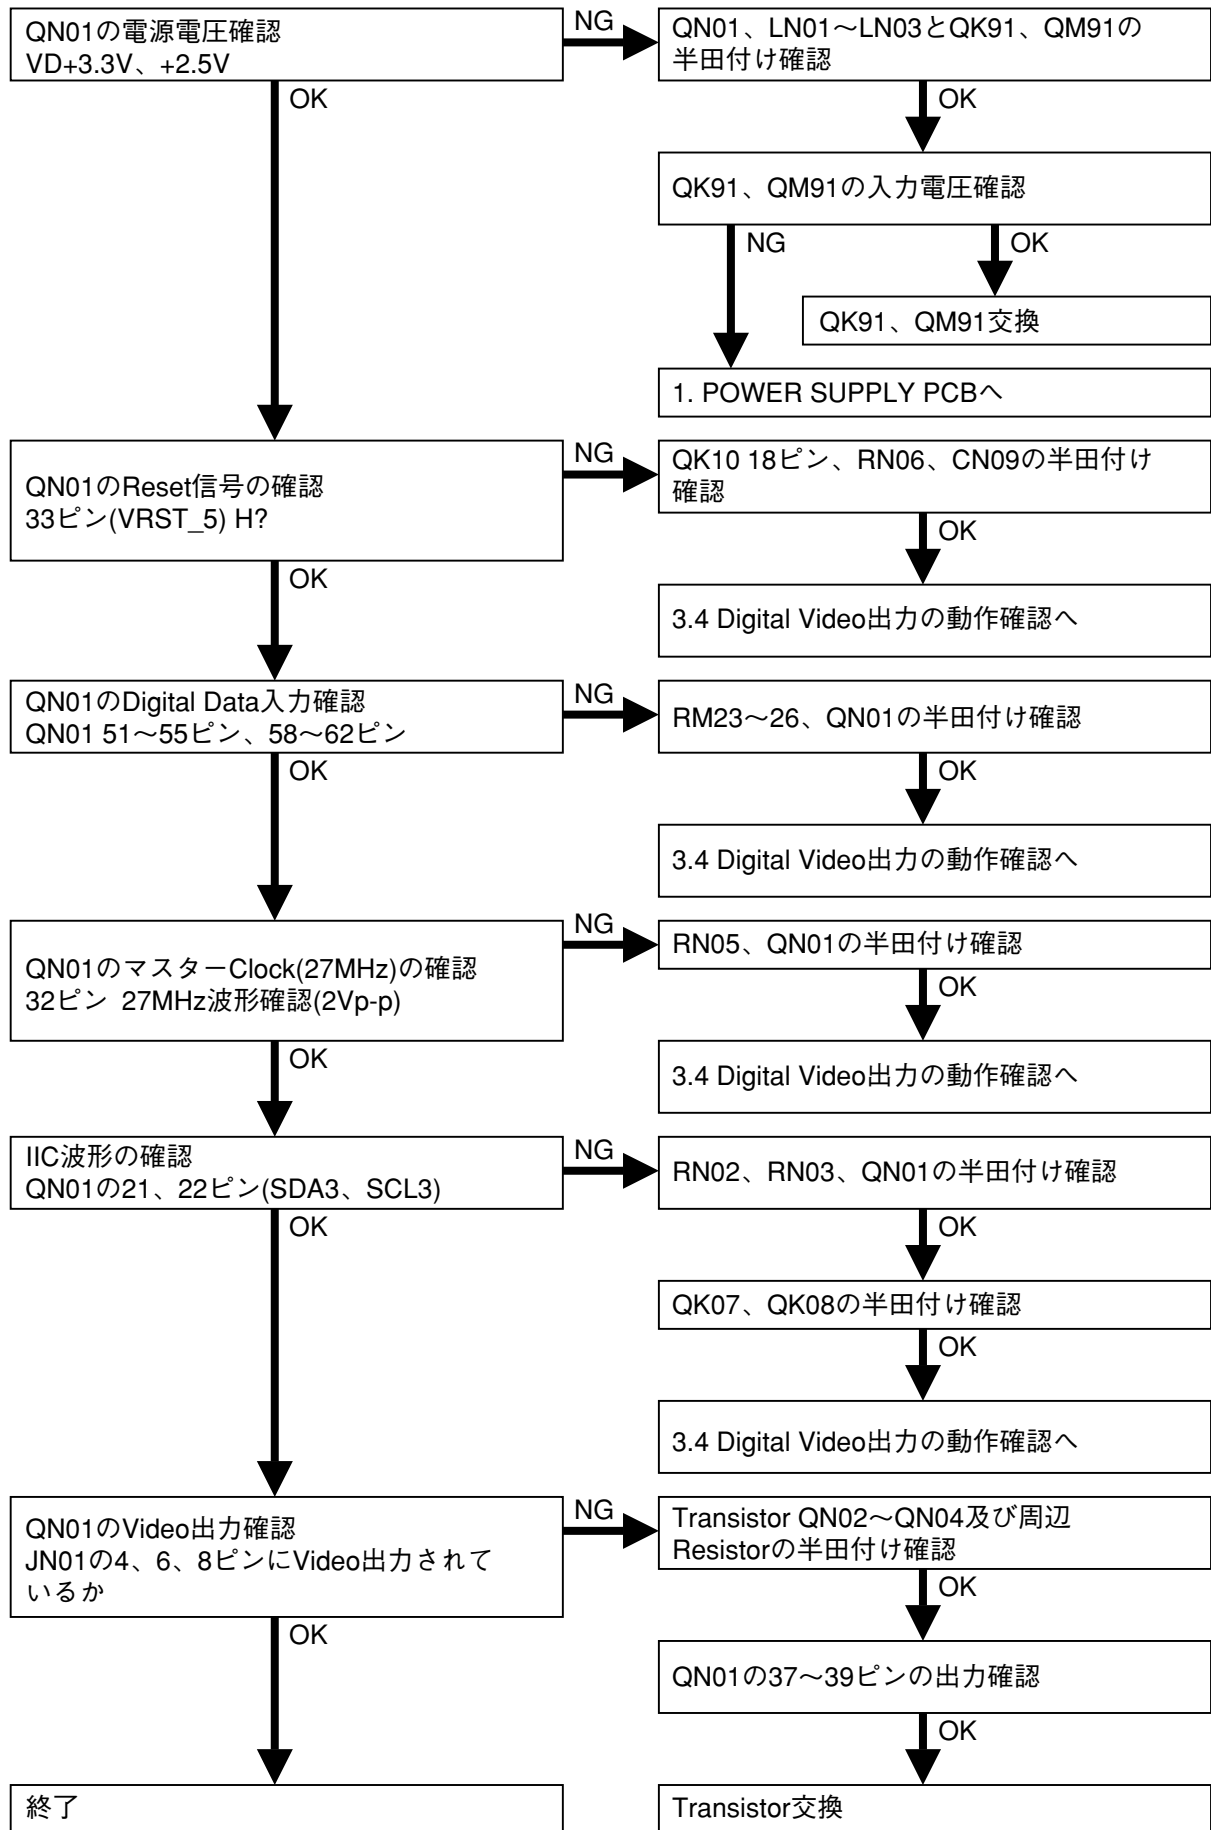 QN01の電源電圧確認
VD+3.3V、+2.5V
NG
QN01、LN01～LN03とQK91、QM91の
半田付け確認
OK
OK
QK91、QM91の入力電圧確認
NG
OK
QK91、QM91交換
1. POWER SUPPLY PCBへ
QN01のReset信号の確認
33ピン(VRST_5) H?
NG
QK10 18ピン、RN06、CN09の半田付け
確認
OK
OK
3.4 Digital Video出力の動作確認へ
QN01のDigital Data入力確認
QN01 51～55ピン、58～62ピン
NG
RM23～26、QN01の半田付け確認
OK
OK
3.4 Digital Video出力の動作確認へ
QN01のマスターClock(27MHz)の確認
32ピン 27MHz波形確認(2Vp-p)
NG
RN05、QN01の半田付け確認
OK
OK
3.4 Digital Video出力の動作確認へ
IIC波形の確認
QN01の21、22ピン(SDA3、SCL3)
NG
RN02、RN03、QN01の半田付け確認
OK
OK
QK07、QK08の半田付け確認
OK
3.4 Digital Video出力の動作確認へ
QN01のVideo出力確認
JN01の4、6、8ピンにVideo出力されて
いるか
NG
Transistor QN02～QN04及び周辺
Resistorの半田付け確認
OK
OK
QN01の37～39ピンの出力確認
OK
終了
Transistor交換